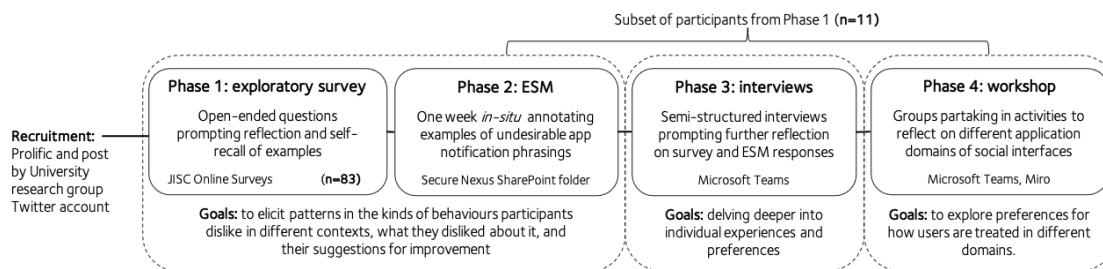 Subset of participants from Phase 1 (n=11)
Recruitment:
Prolific and post
by University
research group
Twitter account
Phase 1: exploratory survey
Open-ended questions
prompting reflection and self-
recall of examples
JISC Online Surveys (n=83)
Phase 2: ESM
One week in-situ annotating
examples of undesirable app
notification phrasings
Secure Nexus SharePoint folder
Goals: to elicit patterns in the kinds of behaviours participants
dislike in different contexts, what they disliked about it, and
their suggestions for improvement
Phase 3: interviews
Semi-structured interviews
prompting further reflection
on survey and ESM responses
Microsoft Teams
Goals: delving deeper into
individual experiences and
preferences
Phase 4: workshop
Groups partaking in activities to
reflect on different application
domains of social interfaces
Microsoft Teams, Miro
Goals: to explore preferences for
how users are treated in different
domains.